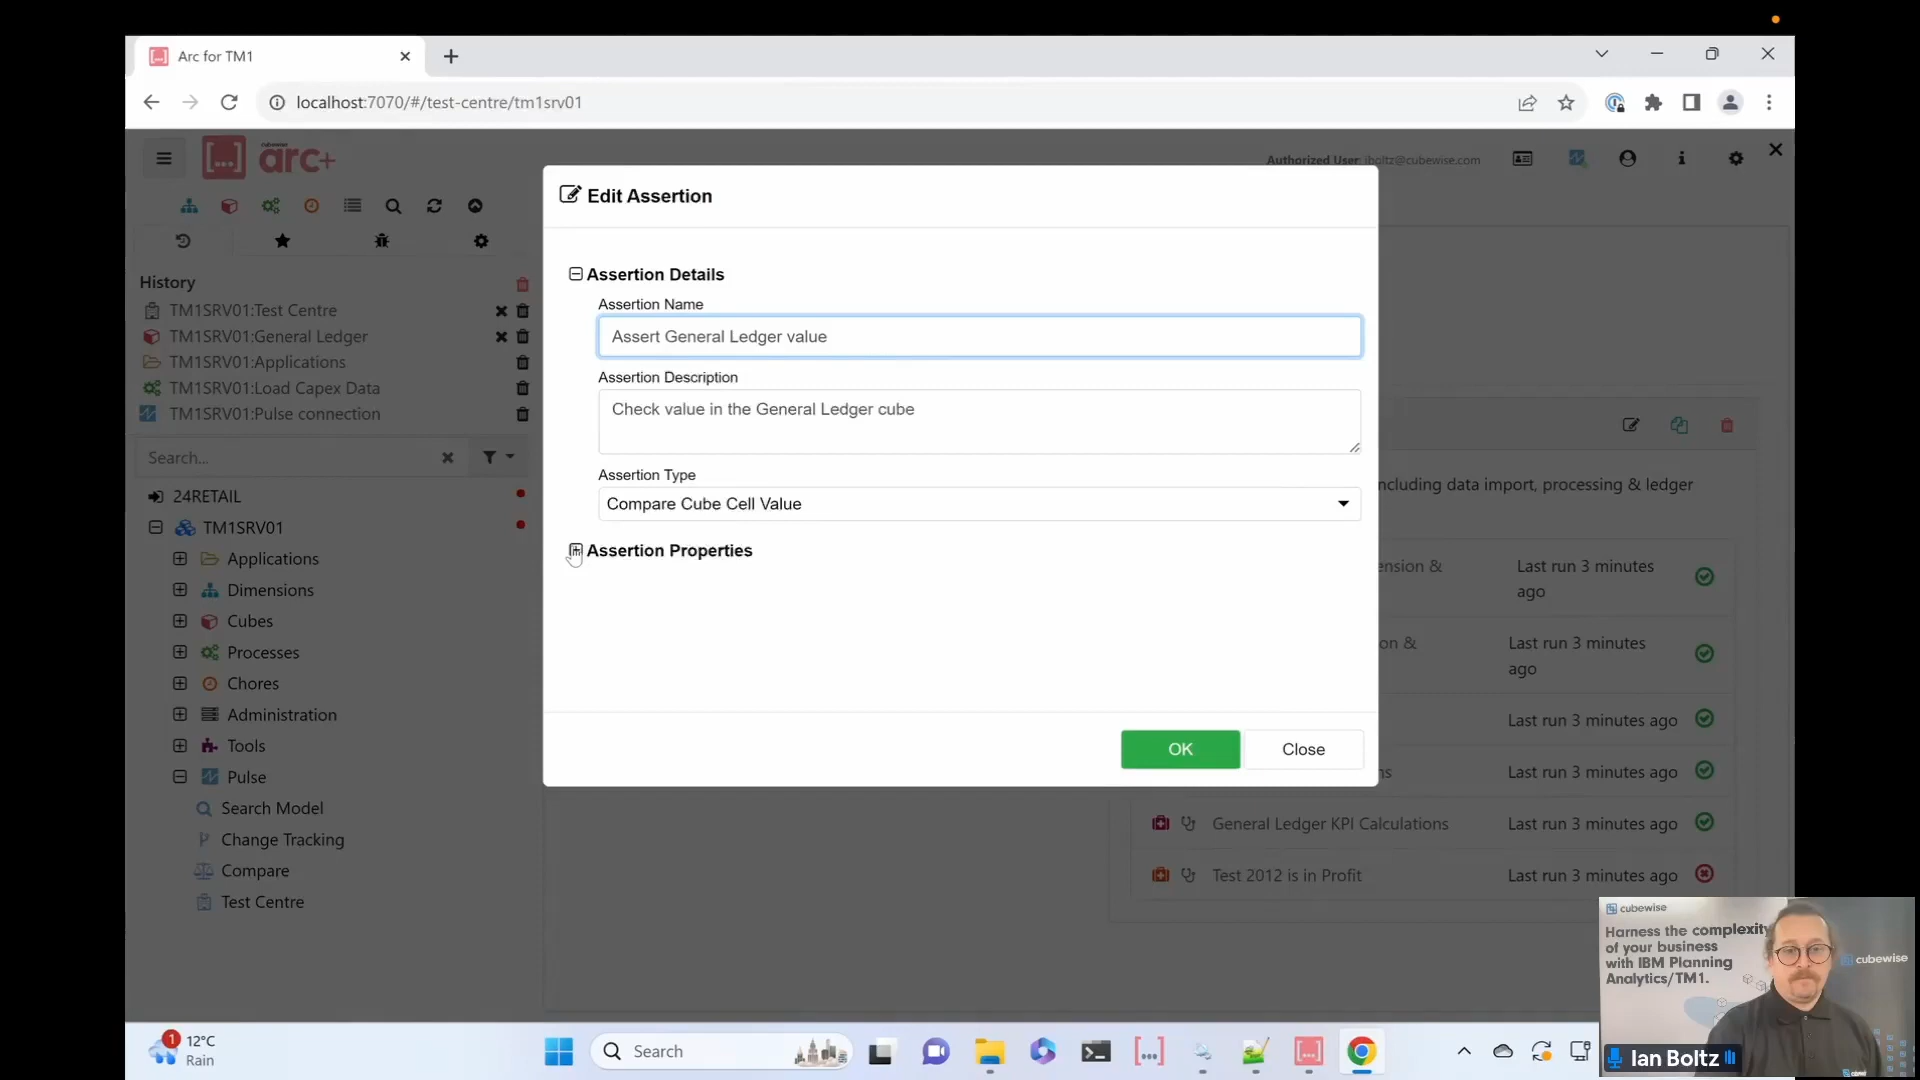 Arc for TM1
localhost:7070/#/test-centre/tm1srv01
cubewise
arc+
Authorized User: iboltz@cubewise.com
History
TM1SRV01:Test Centre
TM1SRV01:General Ledger
TM1SRV01:Applications
TM1SRV01:Load Capex Data
TM1SRV01:Pulse connection
Search...
24RETAIL
TM1SRV01
Applications
Dimensions
Cubes
Processes
Chores
Administration
Tools
Pulse
Search Model
Change Tracking
Compare
Test Centre
Edit Assertion
Assertion Details
Assertion Name
Assert General Ledger value
Assertion Description
Check value in the General Ledger cube
Assertion Type
Compare Cube Cell Value
Assertion Properties
OK
Close
ncluding data import, processing & ledger
ension &
Last run 3 minutes
ago
on &
Last run 3 minutes
ago
Last run 3 minutes ago
ns
Last run 3 minutes ago
General Ledger KPI Calculations
Last run 3 minutes ago
Test 2012 is in Profit
Last run 3 minutes ago
cubewise
Harness the complexity
of your business
with IBM Planning
Analytics/TM1.
cubewise
Ian Boltz
1
12°C
Rain
Search